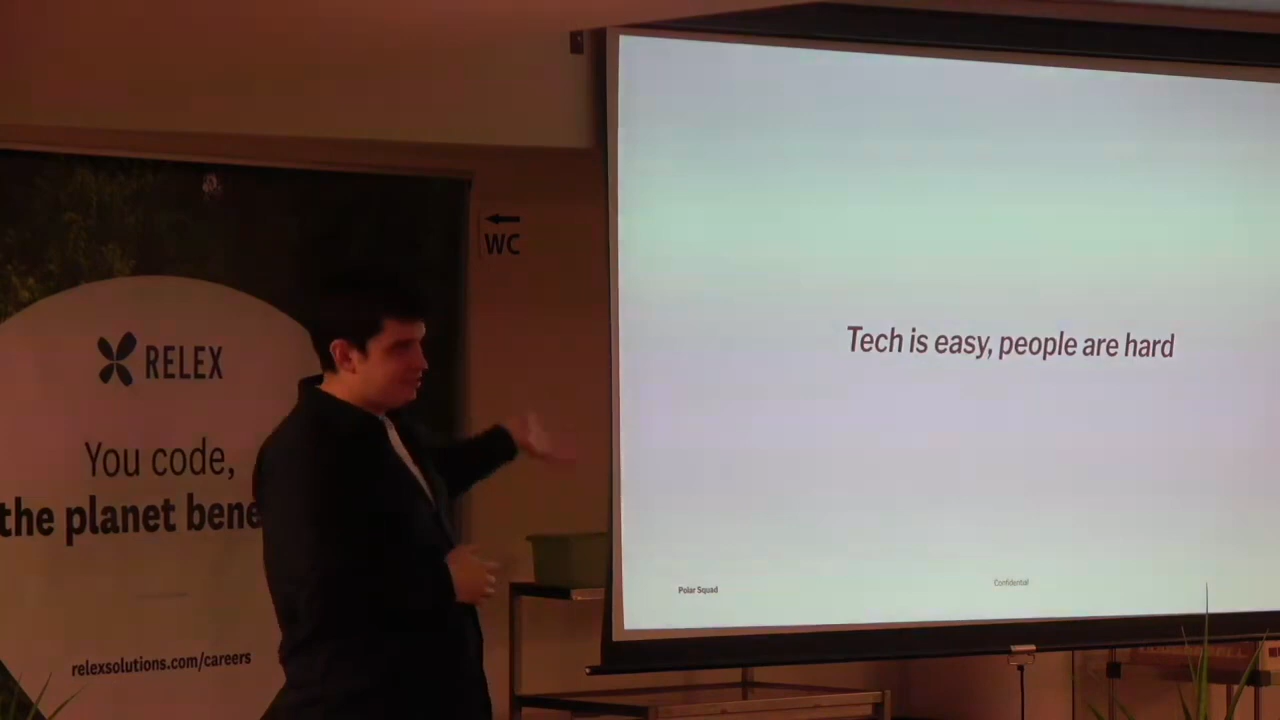 WC
RELEX
You code,
the planet bene
relexsolutions.com/careers
Tech is easy, people are hard
Polar Squad
Confidential